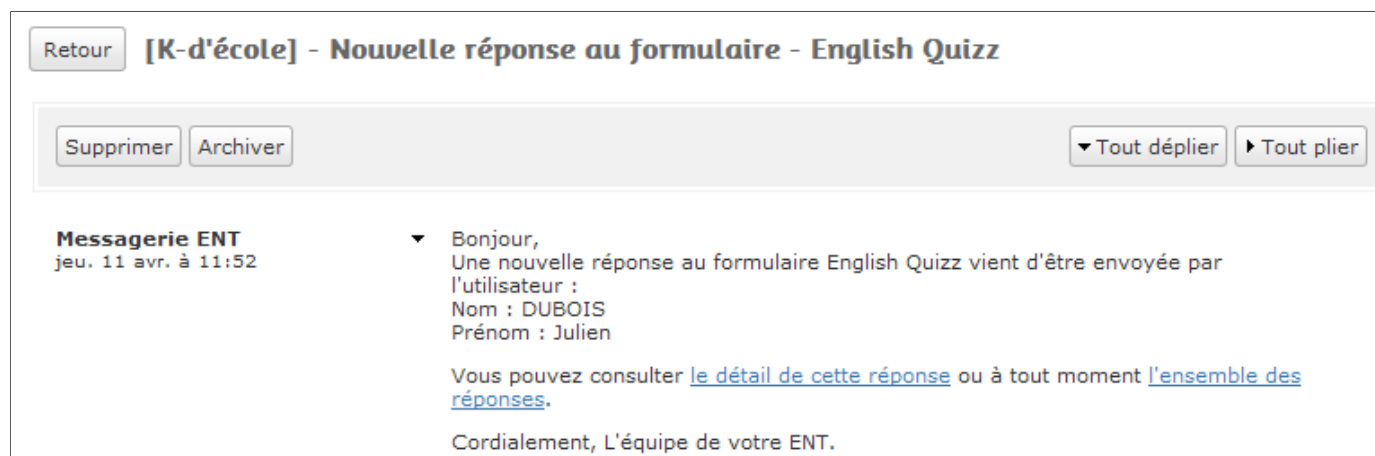 Retour [K-d'école] - Nouvelle réponse au formulaire - English Quizz
Supprimer Archiver Tout déplier Tout plier
Messagerie ENT
jeu. 11 avr. à 11:52
Bonjour,
Une nouvelle réponse au formulaire English Quizz vient d'être envoyée par
l'utilisateur :
Nom : DUBOIS
Prénom : Julien
Vous pouvez consulter le détail de cette réponse ou à tout moment l'ensemble des
réponses.
Cordialement, L'équipe de votre ENT.